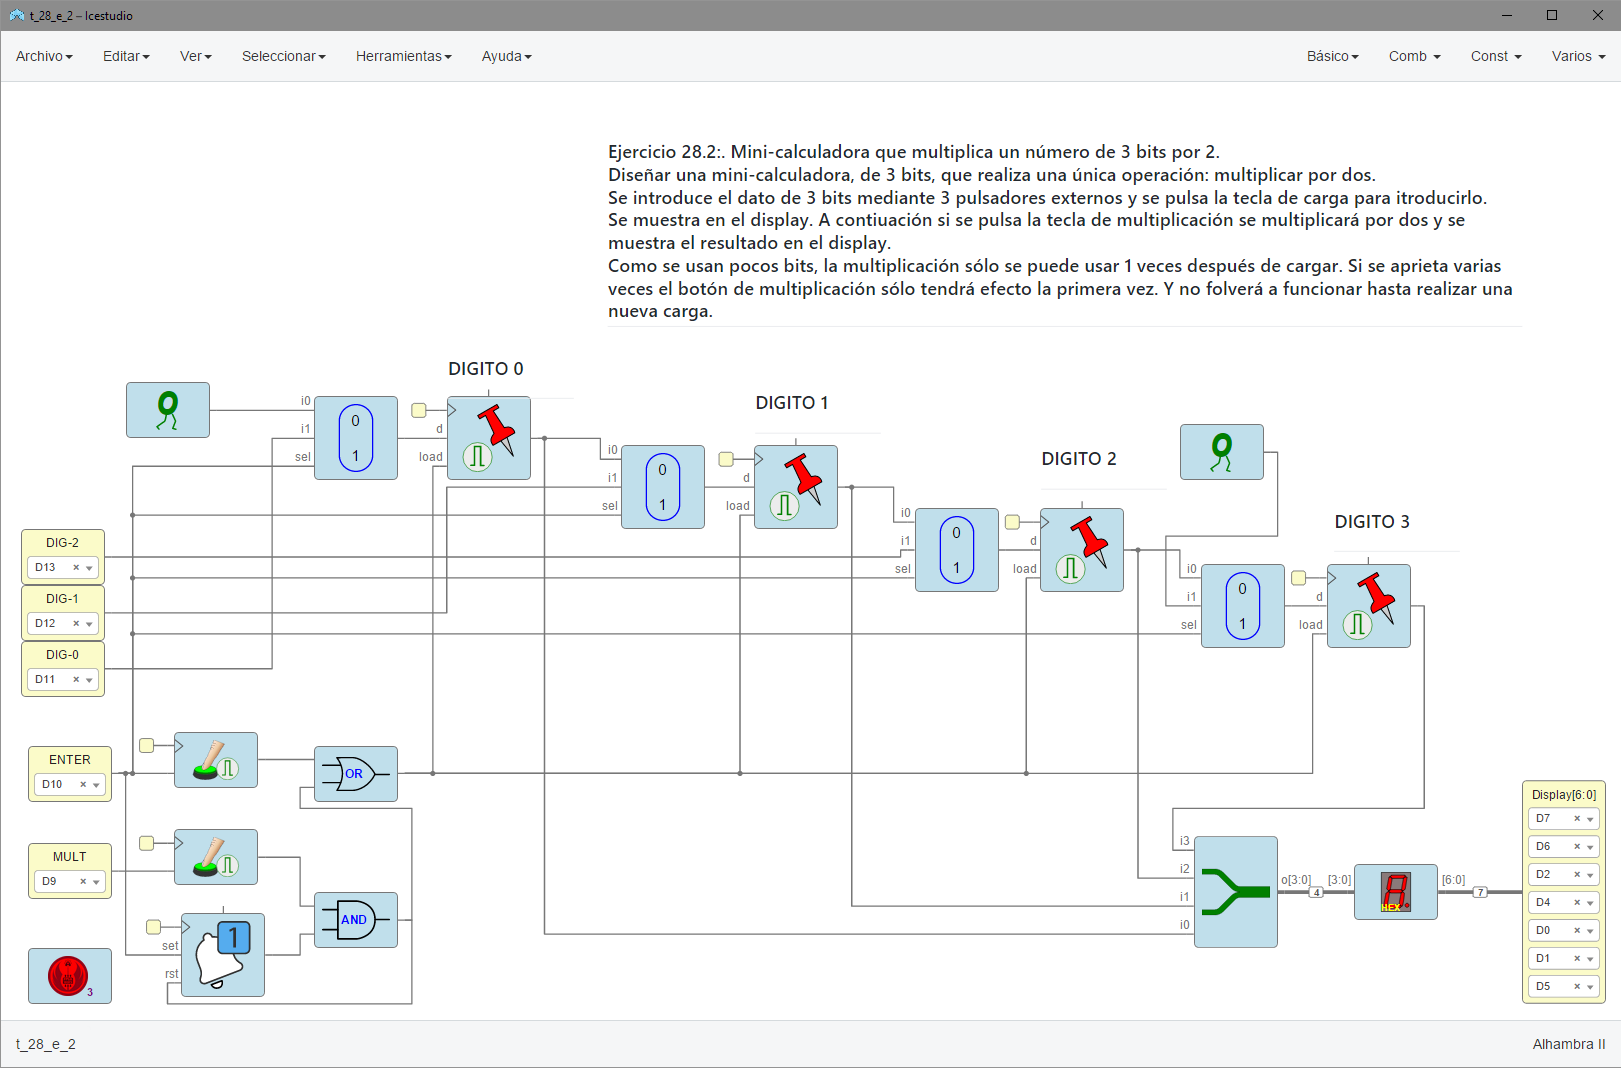 t_28_e_2 – Icestudio
Archivo Editar Ver Seleccionar Herramientas Ayuda Básico Comb Const Varios
Ejercicio 28.2:. Mini-calculadora que multiplica un número de 3 bits por 2.
Diseñar una mini-calculadora, de 3 bits, que realiza una única operación: multiplicar por dos.
Se introduce el dato de 3 bits mediante 3 pulsadores externos y se pulsa la tecla de carga para itroducirlo.
Se muestra en el display. A contiuación si se pulsa la tecla de multiplicación se multiplicará por dos y se
muestra el resultado en el display.
Como se usan pocos bits, la multiplicación sólo se puede usar 1 veces después de cargar. Si se aprieta varias
veces el botón de multiplicación sólo tendrá efecto la primera vez. Y no folverá a funcionar hasta realizar una
nueva carga.
DIGITO 0
DIGITO 1
DIGITO 2
DIGITO 3
0
i0
i1
sel
0
1
d
load
i0
i1
sel
0
1
d
load
0
i0
i1
sel
0
1
d
load
i0
i1
sel
0
1
d
load
DIG-2
D13 ×
DIG-1
D12 ×
DIG-0
D11 ×
ENTER
D10 ×
OR
MULT
D9 ×
AND
set
rst
1
3
i3
i2
i1
i0
o[3:0]
4
[3:0]
HEX
[6:0]
7
Display[6:0]
D7 ×
D6 ×
D2 ×
D4 ×
D0 ×
D1 ×
D5 ×
t_28_e_2
Alhambra II